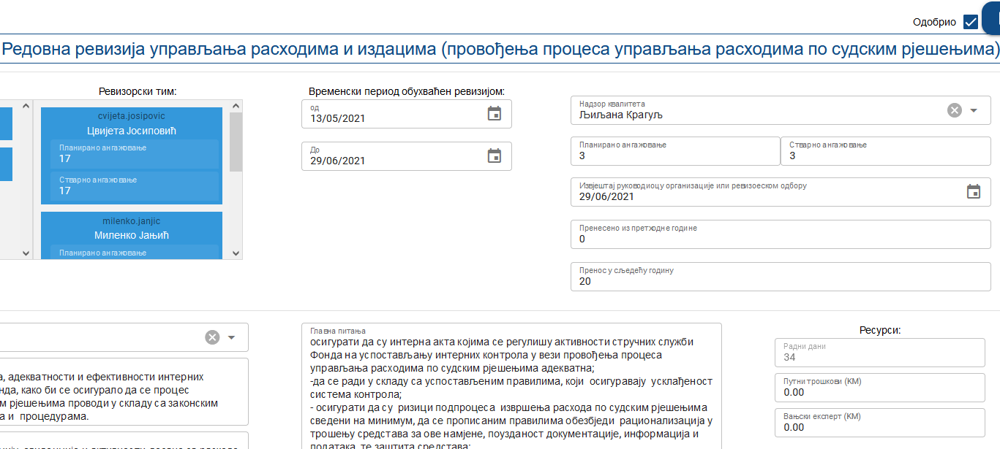 Одобрио
Редовна ревизија управљања расходима и издацима (провођења процеса управљања расходима по судским рјешењима)
Ревизорски тим:
cvijeta.josipovic
Цвијета Јосиповић
Планирано ангажовање
17
Стварно ангажовање
17
milenko.janjic
Миленко Јањић
Планирано ангажовање
Временски период обухваћен ревизијом:
од
13/05/2021
До
29/06/2021
Надзор квалитета
Љиљана Крагуљ
Планирано ангажовање
3
Стварно ангажовање
3
Извјештај руководиоцу организације или ревизоеском одбору
29/06/2021
Пренесено из претходне године
0
Пренос у сљедећу годину
20
а, адекватности и ефективности интерних
нда, како би се осигурало да се процес
м рјешењима проводи у складу са законским
а и процедурама.
Главна питања
осигурати да су интерна акта којима се регулишу активности стручних служби
Фонда на успостављању интерних контрола у вези провођења процеса
управљања расходима по судским рјешењима адекватна;
-да се ради у складу са успостављеним правилима, који осигуравају усклађеност
система контрола;
- осигурати да су ризици подпроцеса извршења расхода по судским рјешењима
сведени на минимум, да се прописаним правилима обезбједи рационализација у
трошењу средстава за ове намјене, поузданост документације, информација и
података, те заштита средстава;
Ресурси:
Радни дани
34
Путни трошкови (КМ)
0.00
Вањски експерт (КМ)
0.00